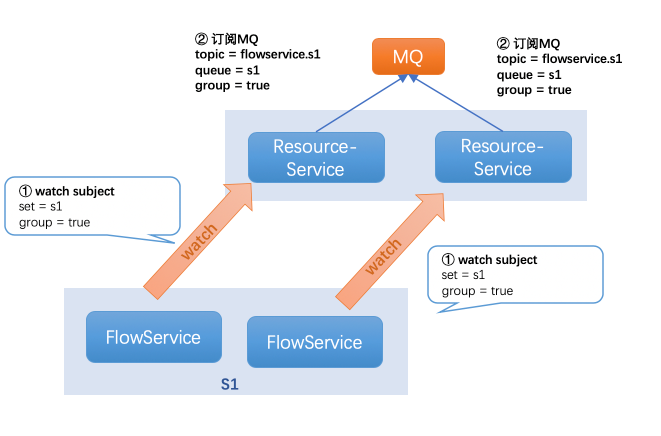 ② 订阅MQ
topic = flowservice.s1
queue = s1
group = true
MQ
② 订阅MQ
topic = flowservice.s1
queue = s1
group = true
Resource-
Service
Resource-
Service
① watch subject
set = s1
group = true
watch
watch
① watch subject
set = s1
group = true
FlowService
FlowService
S1